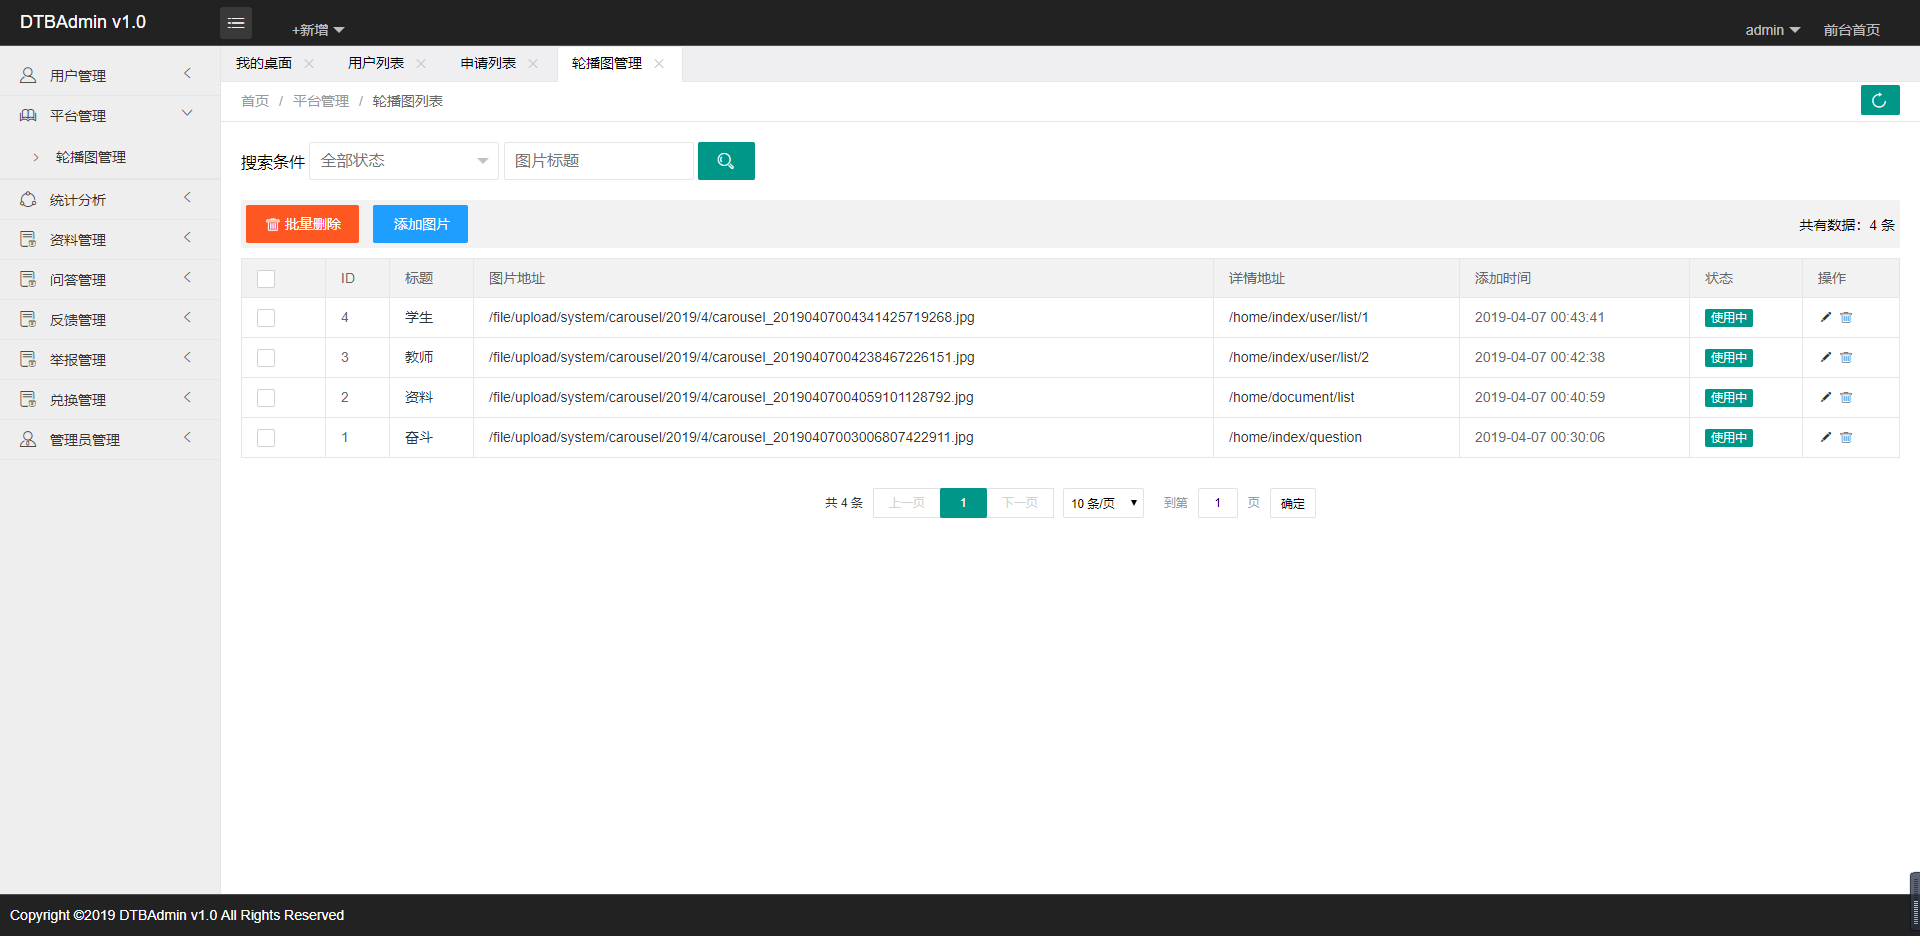 DTBAdmin v1.0
+新增
admin
前台首页
用户管理
平台管理
轮播图管理
统计分析
资料管理
问答管理
反馈管理
举报管理
兑换管理
管理员管理
我的桌面 用户列表 申请列表 轮播图管理
首页 / 平台管理 / 轮播图列表
搜索条件 全部状态 图片标题
批量删除 添加图片 共有数据：4 条
ID 标题 图片地址 详情地址 添加时间 状态 操作
4 学生 /file/upload/system/carousel/2019/4/carousel_20190407004341425719268.jpg /home/index/user/list/1 2019-04-07 00:43:41 使用中
3 教师 /file/upload/system/carousel/2019/4/carousel_20190407004238467226151.jpg /home/index/user/list/2 2019-04-07 00:42:38 使用中
2 资料 /file/upload/system/carousel/2019/4/carousel_20190407004059101128792.jpg /home/document/list 2019-04-07 00:40:59 使用中
1 奋斗 /file/upload/system/carousel/2019/4/carousel_20190407003006807422911.jpg /home/index/question 2019-04-07 00:30:06 使用中
共 4 条 上一页 1 下一页 10 条/页 到第 1 页 确定
Copyright ©2019 DTBAdmin v1.0 All Rights Reserved